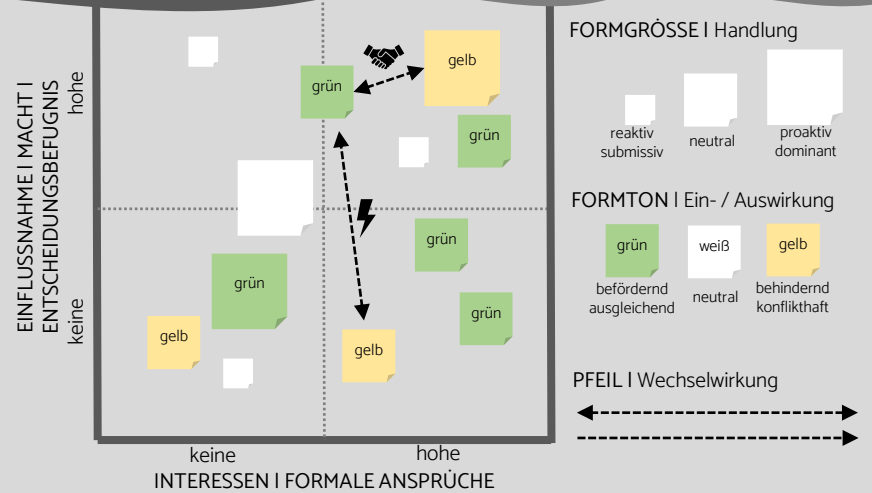 EINFLUSSNAHME I MACHT I
ENTSCHEIDUNGSBEFUGNIS
hohe
keine
grün
gelb
grün
grün
grün
grün
gelb
gelb
keine
hohe
INTERESSEN I FORMALE ANSPRÜCHE
FORMGRÖSSE I Handlung
reaktiv
submissiv
neutral
proaktiv
dominant
FORMTON I Ein- / Auswirkung
grün
weiß
gelb
befördernd
ausgleichend
neutral
behindernd
konflikthaft
PFEIL I Wechselwirkung